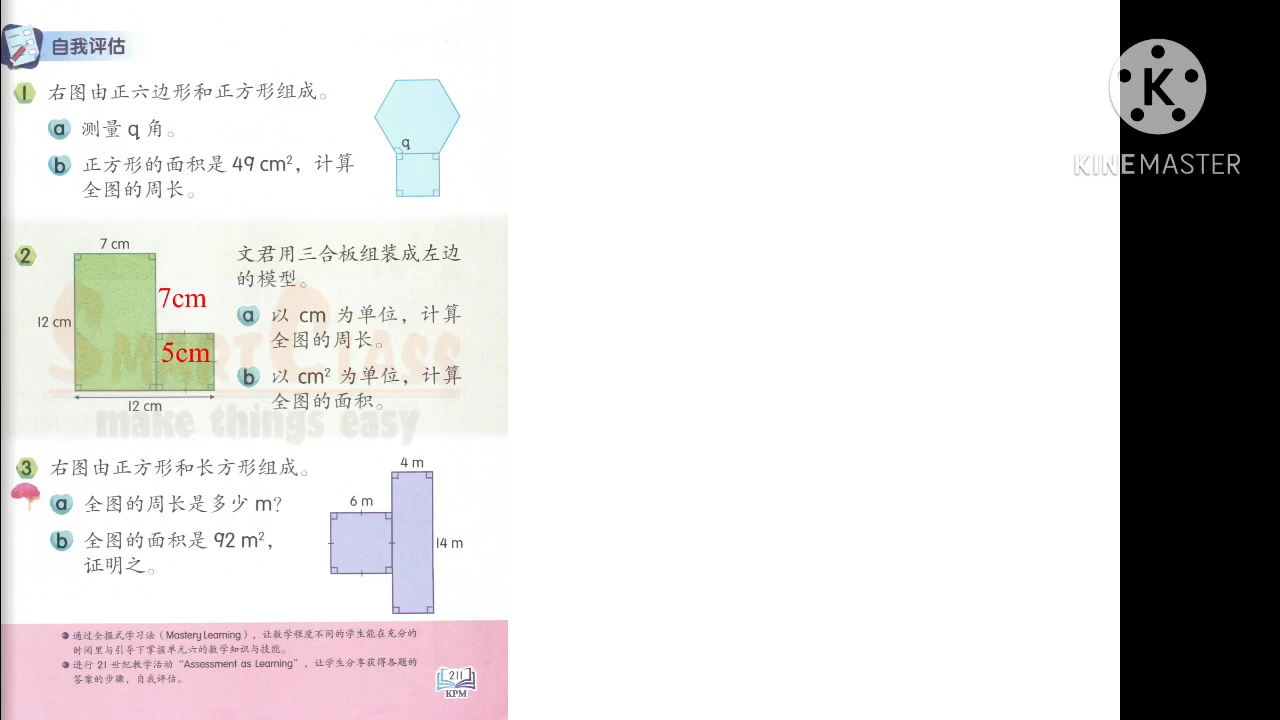 自我评估
1 右图由正六边形和正方形组成。
a 测量 q 角。
b 正方形的面积是 49 cm²，计算
全图的周长。
q
2 文君用三合板组装成左边
的模型。
a 以 cm 为单位，计算
全图的周长。
b 以 cm² 为单位，计算
全图的面积。
7 cm
7cm
12 cm
5cm
12 cm
SMART CLASS
make things easy
3 右图由正方形和长方形组成。
a 全图的周长是多少 m？
b 全图的面积是 92 m²，
证明之。
4 m
6 m
14 m
通过全握式学习法（Mastery Learning），让数学程度不同的学生能在充分的
时间里与引导下掌握单元六的数学知识与技能。
进行 21 世纪教学活动 “Assessment as Learning”，让学生分享获得各题的
答案的步骤，自我评估。
211
KPM
K
KINEMASTER